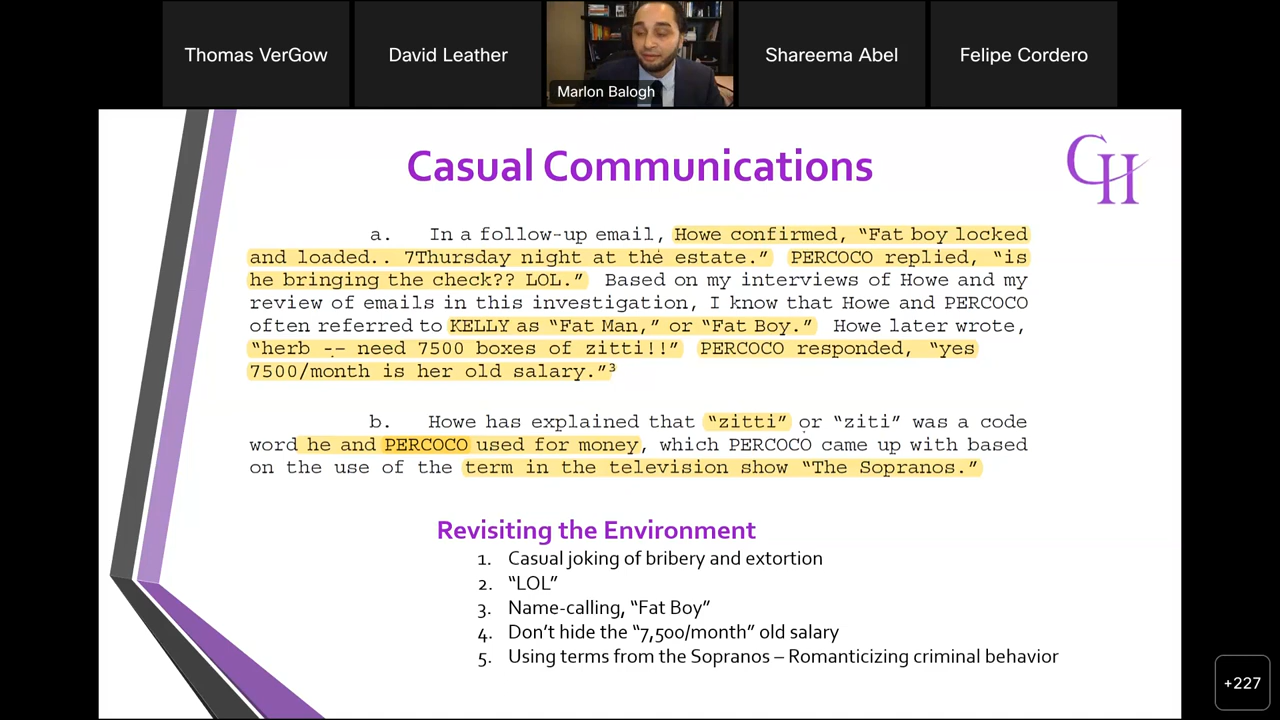 Thomas VerGow
David Leather
Marlon Balogh
Shareema Abel
Felipe Cordero
Casual Communications
CH
a. In a follow-up email, Howe confirmed, “Fat boy locked
and loaded.. 7Thursday night at the estate.” PERCOCO replied, “is
he bringing the check?? LOL.” Based on my interviews of Howe and my
review of emails in this investigation, I know that Howe and PERCOCO
often referred to KELLY as “Fat Man,” or “Fat Boy.” Howe later wrote,
“herb -- need 7500 boxes of zitti!!” PERCOCO responded, “yes
7500/month is her old salary.”³
b. Howe has explained that “zitti” or “ziti” was a code
word he and PERCOCO used for money, which PERCOCO came up with based
on the use of the term in the television show “The Sopranos.”
Revisiting the Environment
1. Casual joking of bribery and extortion
2. “LOL”
3. Name-calling, “Fat Boy”
4. Don’t hide the “7,500/month” old salary
5. Using terms from the Sopranos – Romanticizing criminal behavior
+227